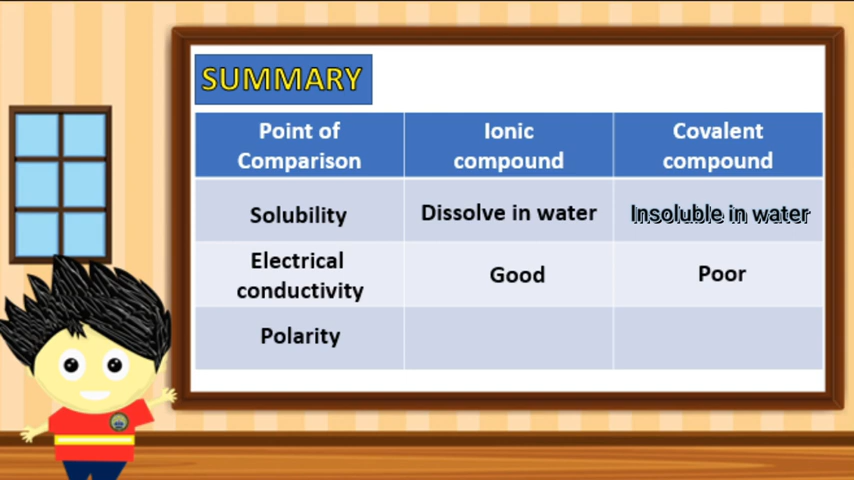 SUMMARY
Point of Comparison
Ionic compound
Covalent compound
Solubility
Dissolve in water
Insoluble in water
Electrical conductivity
Good
Poor
Polarity